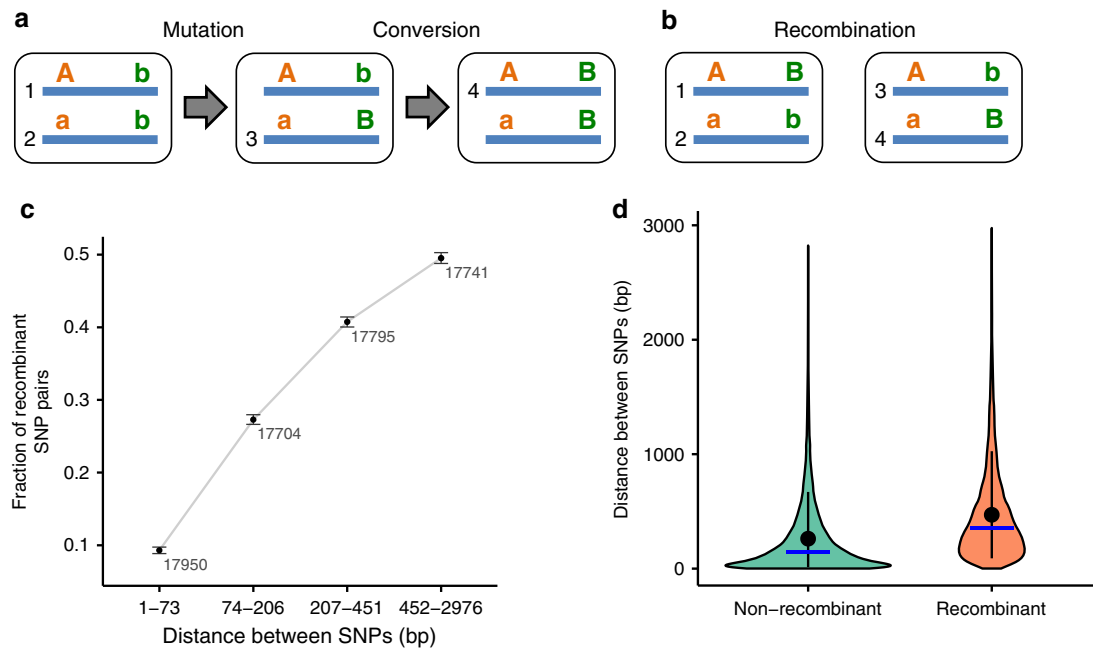 a
Mutation
Conversion
A b
1
a b
2
A b
a B
3
A B
4
a B
b
Recombination
A B
1
a b
2
A b
3
a B
4
c
Fraction of recombinant
SNP pairs
0.5
0.4
0.3
0.2
0.1
17950
17704
17795
17741
1–73 74–206 207–451 452–2976
Distance between SNPs (bp)
d
Distance between SNPs (bp)
3000
2000
1000
0
Non−recombinant Recombinant